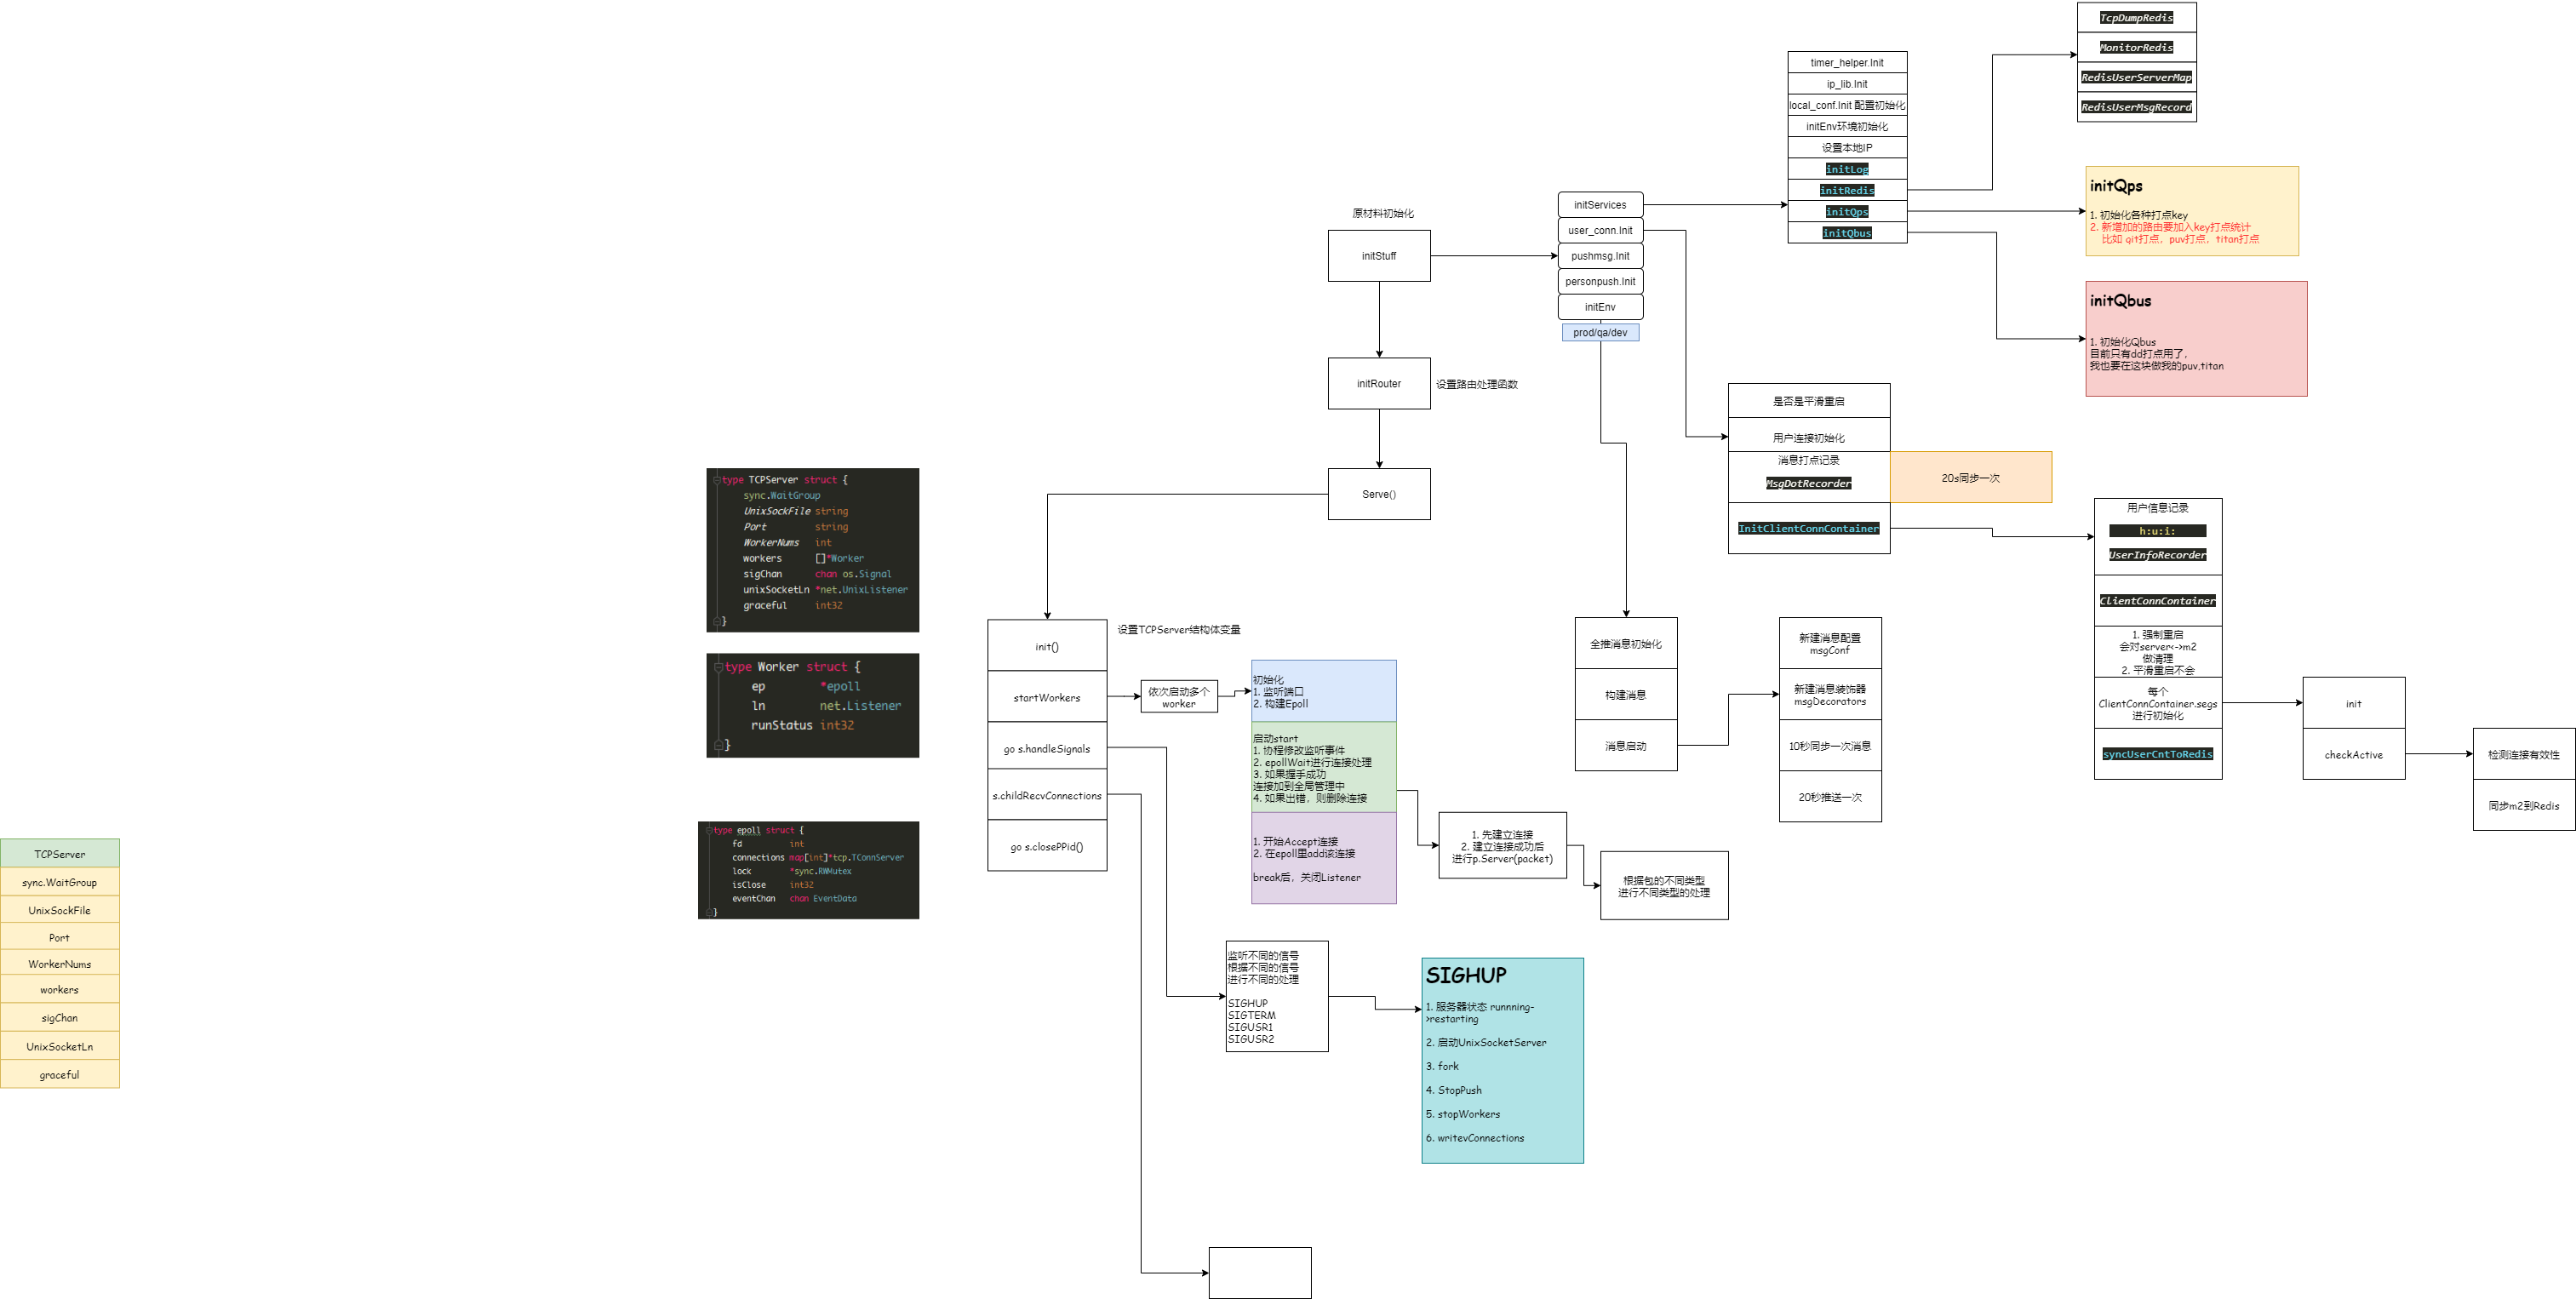 TcpDumpRedis
MonitorRedis
RedisUserServerMap
RedisUserMsgRecord
timer_helper.Init
ip_lib.Init
local_conf.Init 配置初始化
initEnv环境初始化
设置本地IP
initLog
initRedis
initQps
initQbus
initQps
1. 初始化各种打点key
2. 新增加的路由要加入key打点统计
比如 qit打点，puv打点，titan打点
initQbus
1. 初始化Qbus
目前只有dd打点用了，
我也要在这块做我的puv,titan
原材料初始化
initStuff
initServices
user_conn.Init
pushmsg.Init
personpush.Init
initEnv
prod/qa/dev
initRouter
设置路由处理函数
Serve()
是否是平滑重启
用户连接初始化
消息打点记录
MsgDotRecorder
20s同步一次
InitClientConnContainer
用户信息记录
h:u:i:
UserInfoRecorder
ClientConnContainer
1. 强制重启
会对server<->m2
做清理
2. 平滑重启不会
每个
ClientConnContainer.segs
进行初始化
syncUserCntToRedis
init
checkActive
检测连接有效性
同步m2到Redis
type TCPServer struct {
sync.WaitGroup
UnixSockFile string
Port string
WorkerNums int
workers []*Worker
sigChan chan os.Signal
unixSocketLn *net.UnixListener
graceful int32
}
type Worker struct {
ep *epoll
ln net.Listener
runStatus int32
}
type epoll struct {
fd int
connections map[int]*tcp.TConnServer
lock *sync.RWMutex
isClose int32
eventChan chan EventData
}
init()
设置TCPServer结构体变量
startWorkers
go s.handleSignals
s.childRecvConnections
go s.closePPid()
依次启动多个
worker
初始化
1. 监听端口
2. 构建Epoll
启动start
1. 协程修改监听事件
2. epollWait进行连接处理
3. 如果握手成功
连接加到全局管理中
4. 如果出错，则删除连接
1. 开始Accept连接
2. 在epoll里add该连接
break后，关闭Listener
1. 先建立连接
2. 建立连接成功后
进行p.Server(packet)
根据包的不同类型
进行不同类型的处理
全推消息初始化
构建消息
消息启动
新建消息配置
msgConf
新建消息装饰器
msgDecorators
10秒同步一次消息
20秒推送一次
监听不同的信号
根据不同的信号
进行不同的处理
SIGHUP
SIGTERM
SIGUSR1
SIGUSR2
SIGHUP
1. 服务器状态 runnning-
>restarting
2. 启动UnixSocketServer
3. fork
4. StopPush
5. stopWorkers
6. writevConnections
TCPServer
sync.WaitGroup
UnixSockFile
Port
WorkerNums
workers
sigChan
UnixSocketLn
graceful